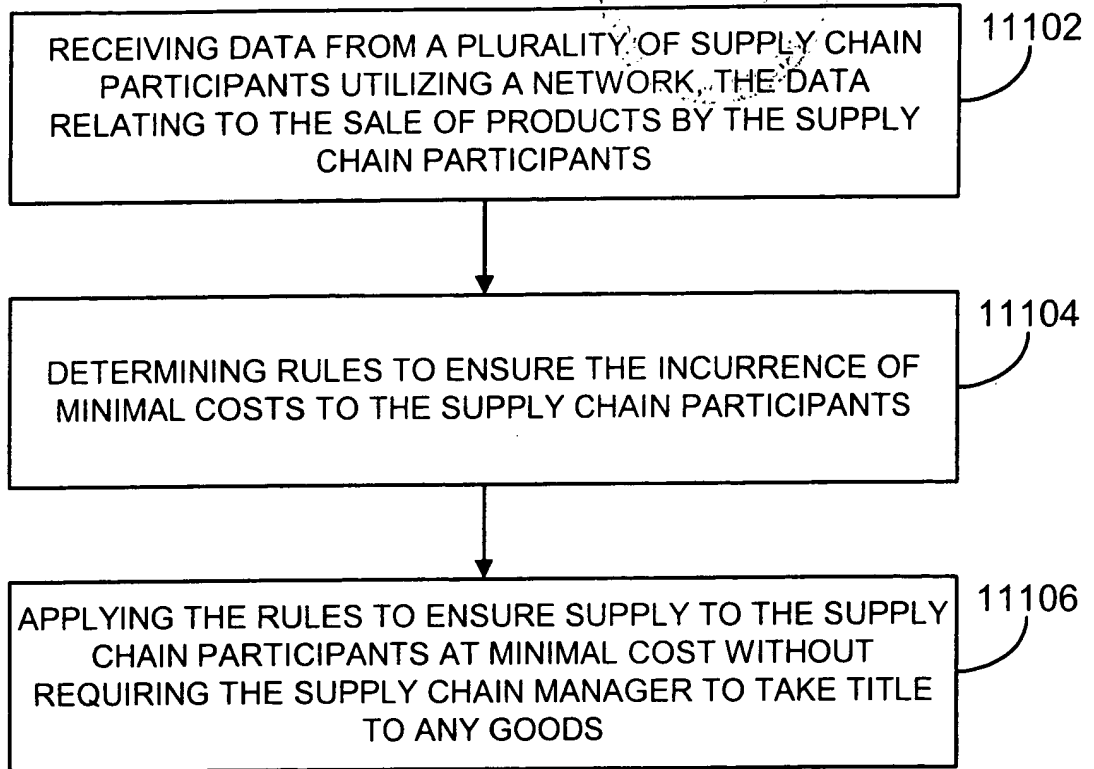 RECEIVING DATA FROM A PLURALITY OF SUPPLY CHAIN
PARTICIPANTS UTILIZING A NETWORK, THE DATA
RELATING TO THE SALE OF PRODUCTS BY THE SUPPLY
CHAIN PARTICIPANTS
11102
DETERMINING RULES TO ENSURE THE INCURRENCE OF
MINIMAL COSTS TO THE SUPPLY CHAIN PARTICIPANTS
11104
APPLYING THE RULES TO ENSURE SUPPLY TO THE SUPPLY
CHAIN PARTICIPANTS AT MINIMAL COST WITHOUT
REQUIRING THE SUPPLY CHAIN MANAGER TO TAKE TITLE
TO ANY GOODS
11106